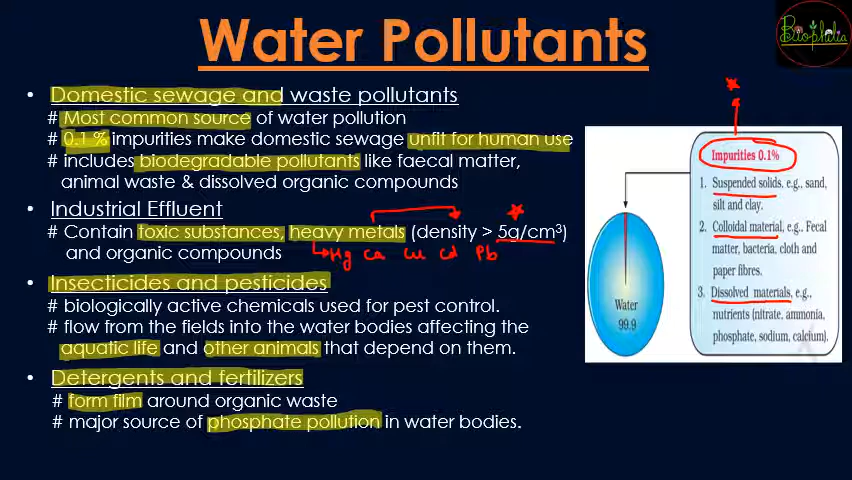 Water Pollutants
Biophilia
• Domestic sewage and waste pollutants
# Most common source of water pollution
# 0.1 % impurities make domestic sewage unfit for human use
# includes biodegradable pollutants like faecal matter,
animal waste & dissolved organic compounds
• Industrial Effluent
# Contain toxic substances, heavy metals (density > 5g/cm³)
and organic compounds
Hg Ca Cu Cd Pb
• Insecticides and pesticides
# biologically active chemicals used for pest control.
# flow from the fields into the water bodies affecting the
aquatic life and other animals that depend on them.
• Detergents and fertilizers
# form film around organic waste
# major source of phosphate pollution in water bodies.
Impurities 0.1%
1. Suspended solids, e.g., sand,
silt and clay.
2. Colloidal material, e.g., Fecal
matter, bacteria, cloth and
paper fibres.
3. Dissolved materials, e.g.,
nutrients (nitrate, ammonia,
phosphate, sodium, calcium).
Water
99.9